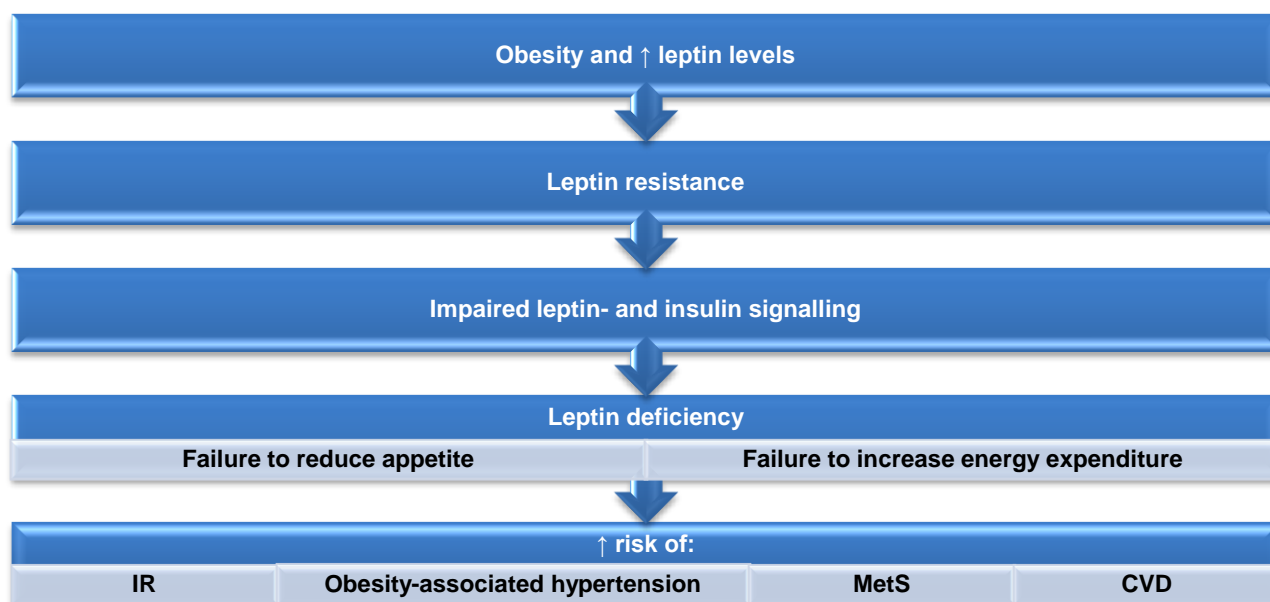 Obesity and ↑ leptin levels
Leptin resistance
Impaired leptin- and insulin signalling
Leptin deficiency
Failure to reduce appetite
Failure to increase energy expenditure
↑ risk of:
IR
Obesity-associated hypertension
MetS
CVD